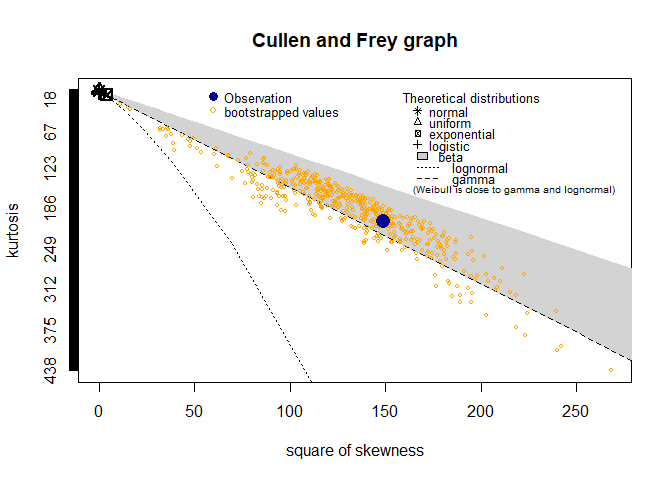 Cullen and Frey graph
Observation
bootstrapped values
Theoretical distributions
normal
uniform
exponential
logistic
beta
lognormal
gamma
(Weibull is close to gamma and lognormal)
kurtosis
18
67
123
186
249
312
375
438
0
50
100
150
200
250
square of skewness